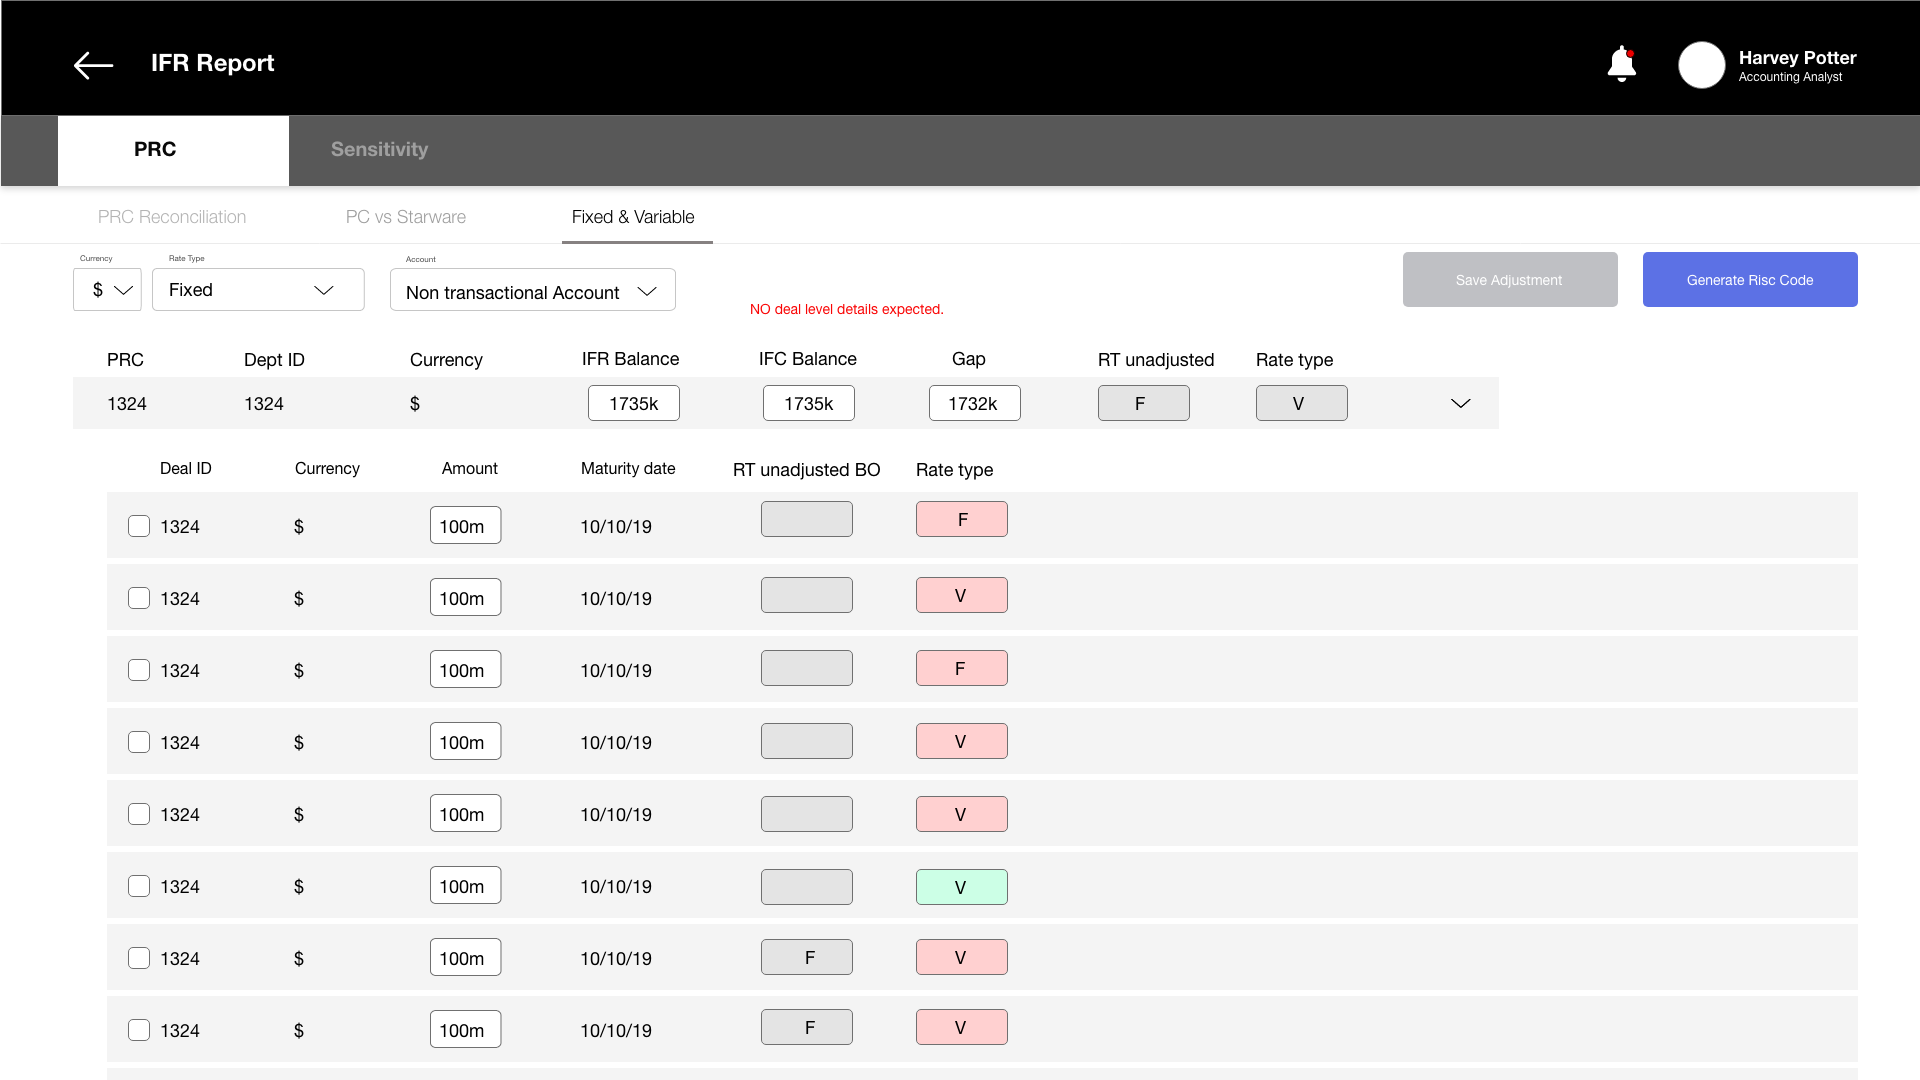 IFR Report
Harvey Potter
Accounting Analyst
PRC Sensitivity
PRC Reconciliation PC vs Starware Fixed & Variable
Currency Rate Type Account
$ Fixed Non transactional Account
Save Adjustment Generate Risc Code
NO deal level details expected.
PRC Dept ID Currency IFR Balance IFC Balance Gap RT unadjusted Rate type
1324 1324 $ 1735k 1735k 1732k F V
Deal ID Currency Amount Maturity date RT unadjusted BO Rate type
1324 $ 100m 10/10/19 F
1324 $ 100m 10/10/19 V
1324 $ 100m 10/10/19 F
1324 $ 100m 10/10/19 V
1324 $ 100m 10/10/19 V
1324 $ 100m 10/10/19 V
1324 $ 100m 10/10/19 F V
1324 $ 100m 10/10/19 F V